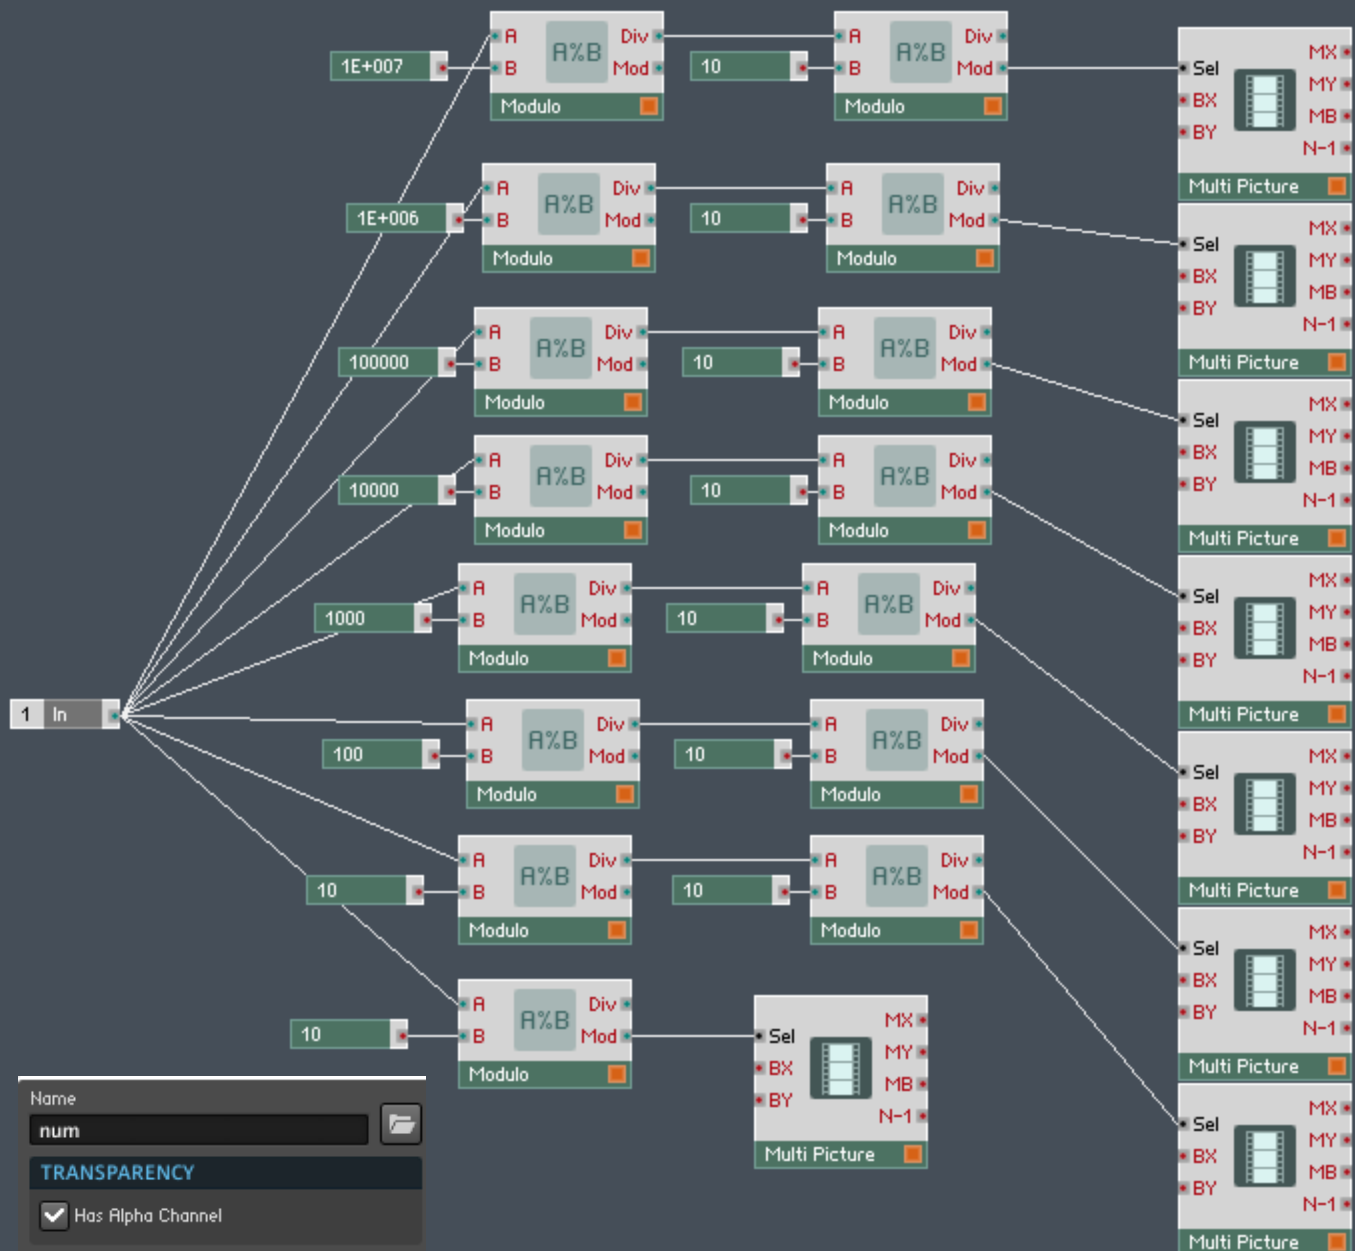 A A%B Div
1E+007 B Mod
Modulo
10 A A%B Div
B Mod
Modulo
Sel MX
BX MY
BY MB
N-1
Multi Picture
A A%B Div
1E+006 B Mod
Modulo
10 A A%B Div
B Mod
Modulo
Sel MX
BX MY
BY MB
N-1
Multi Picture
A A%B Div
100000 B Mod
Modulo
10 A A%B Div
B Mod
Modulo
Sel MX
BX MY
BY MB
N-1
Multi Picture
A A%B Div
10000 B Mod
Modulo
10 A A%B Div
B Mod
Modulo
Sel MX
BX MY
BY MB
N-1
Multi Picture
A A%B Div
1000 B Mod
Modulo
10 A A%B Div
B Mod
Modulo
Sel MX
BX MY
BY MB
N-1
Multi Picture
1 In
A A%B Div
100 B Mod
Modulo
10 A A%B Div
B Mod
Modulo
Sel MX
BX MY
BY MB
N-1
Multi Picture
A A%B Div
10 B Mod
Modulo
10 A A%B Div
B Mod
Modulo
Sel MX
BX MY
BY MB
N-1
Multi Picture
A A%B Div
10 B Mod
Modulo
Sel MX
BX MY
BY MB
N-1
Multi Picture
Name
num
TRANSPARENCY
Has Alpha Channel